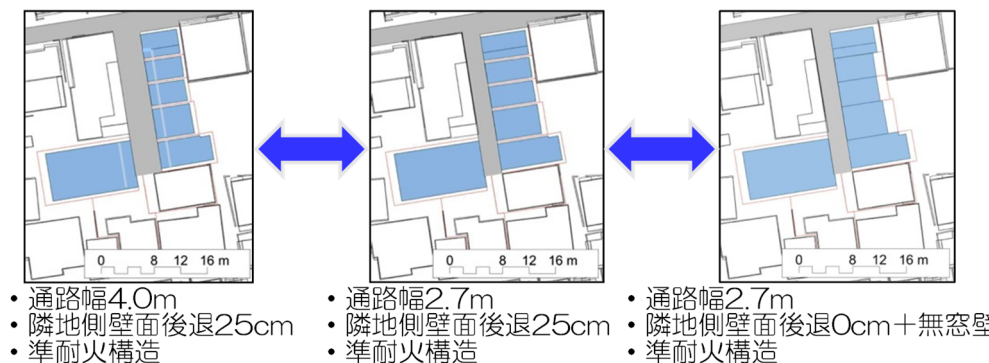 0 8 12 16 m
0 8 12 16 m
0 8 12 16 m
• 通路幅4.0m
• 隣地側壁面後退25cm
• 準耐火構造
• 通路幅2.7m
• 隣地側壁面後退25cm
• 準耐火構造
• 通路幅2.7m
• 隣地側壁面後退0cm＋無窓壁
• 準耐火構造